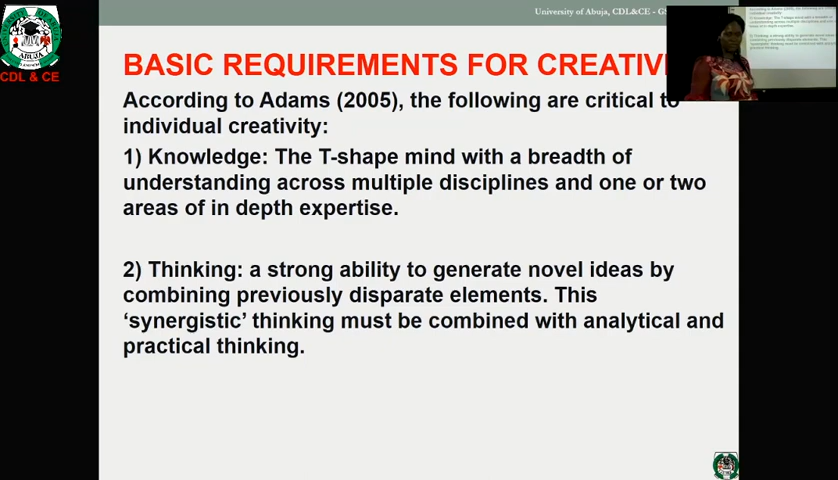 University of Abuja, CDL&CE - GS
BASIC REQUIREMENTS FOR CREATIVI
According to Adams (2005), the following are critical to
individual creativity:
1) Knowledge: The T-shape mind with a breadth of
understanding across multiple disciplines and one or two
areas of in depth expertise.
2) Thinking: a strong ability to generate novel ideas by
combining previously disparate elements. This
‘synergistic’ thinking must be combined with analytical and
practical thinking.
ABUJA
CDL & CE